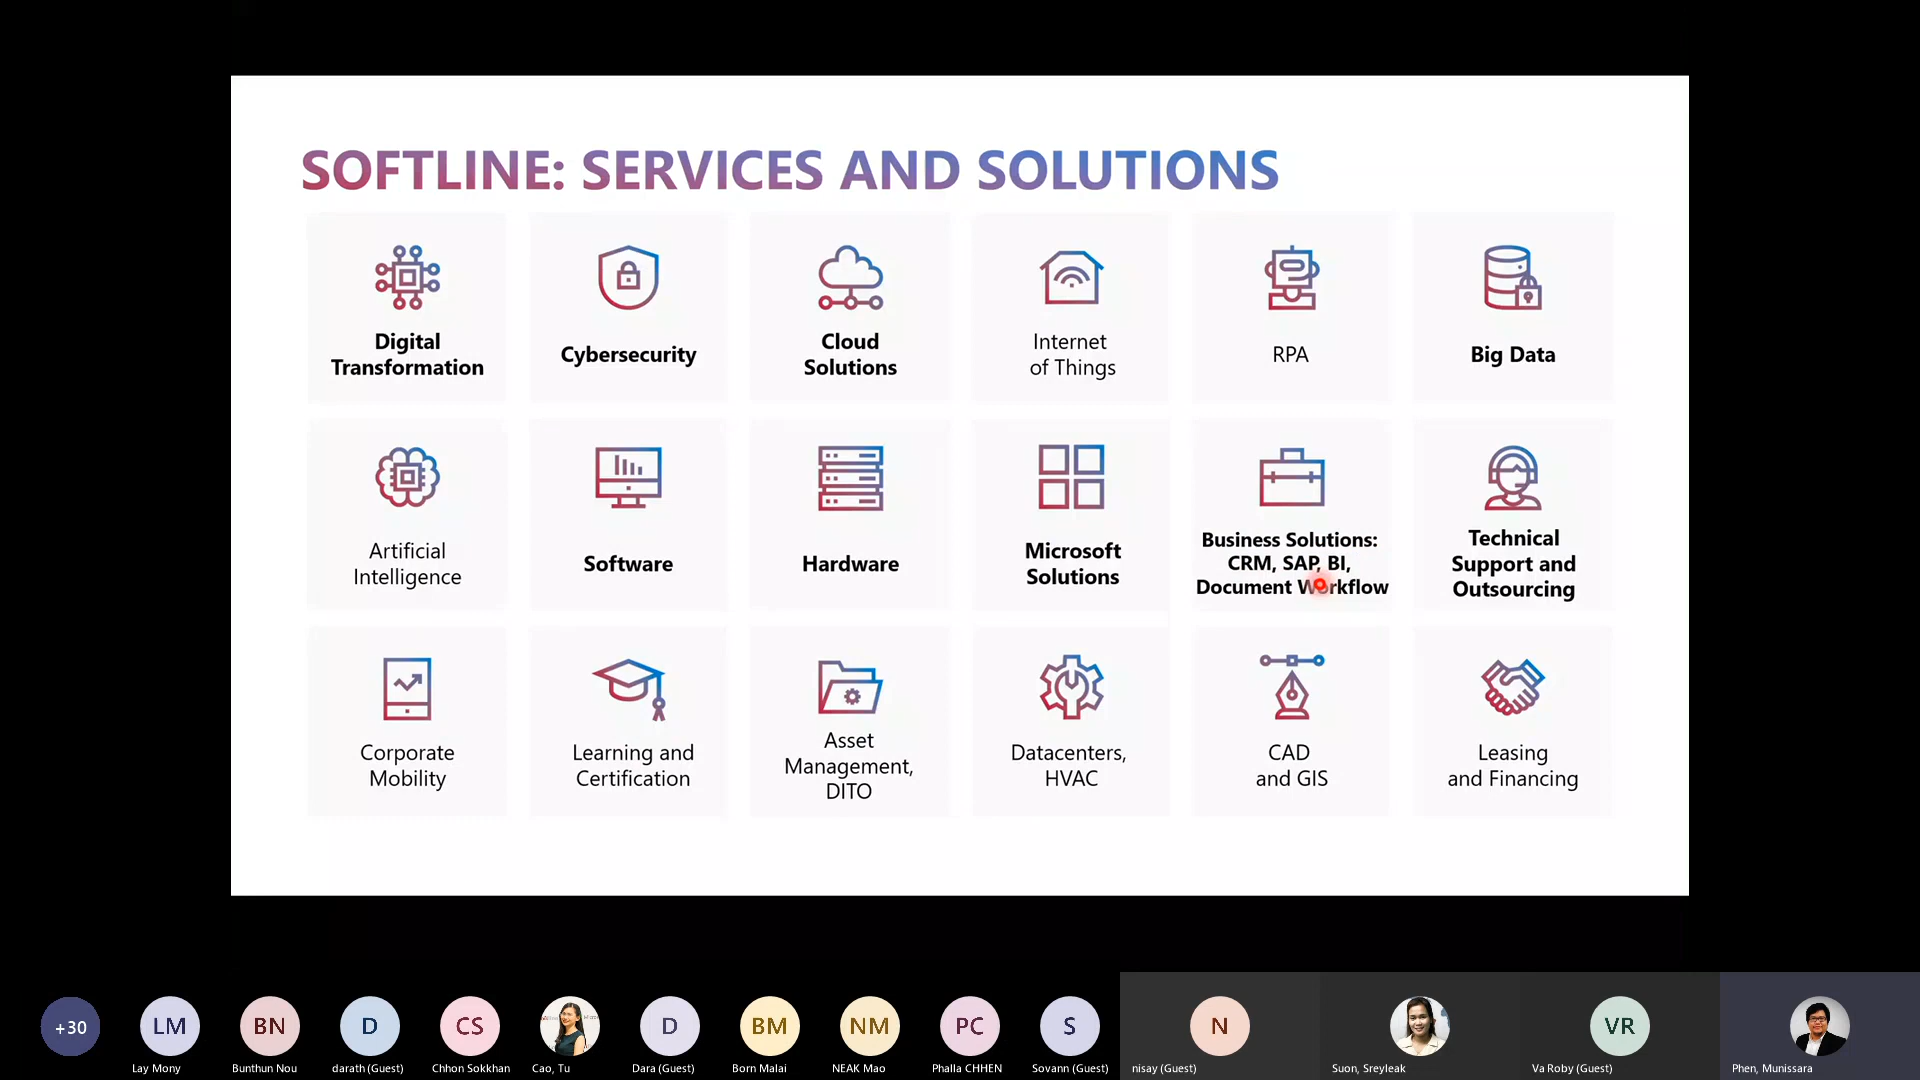 SOFTLINE: SERVICES AND SOLUTIONS
Digital
Transformation
Cybersecurity
Cloud
Solutions
Internet
of Things
RPA
Big Data
Artificial
Intelligence
Software
Hardware
Microsoft
Solutions
Business Solutions:
CRM, SAP, BI,
Document Workflow
Technical
Support and
Outsourcing
Corporate
Mobility
Learning and
Certification
Asset
Management,
DITO
Datacenters,
HVAC
CAD
and GIS
Leasing
and Financing
+30
LM
BN
D
CS
D
BM
NM
PC
S
N
VR
Lay Mony
Bunthun Nou
darath (Guest)
Chhon Sokkhan
Cao, Tu
Dara (Guest)
Born Malai
NEAK Mao
Phalla CHHEN
Sovann (Guest)
nisay (Guest)
Suon, Sreyleak
Va Roby (Guest)
Phen, Munissara